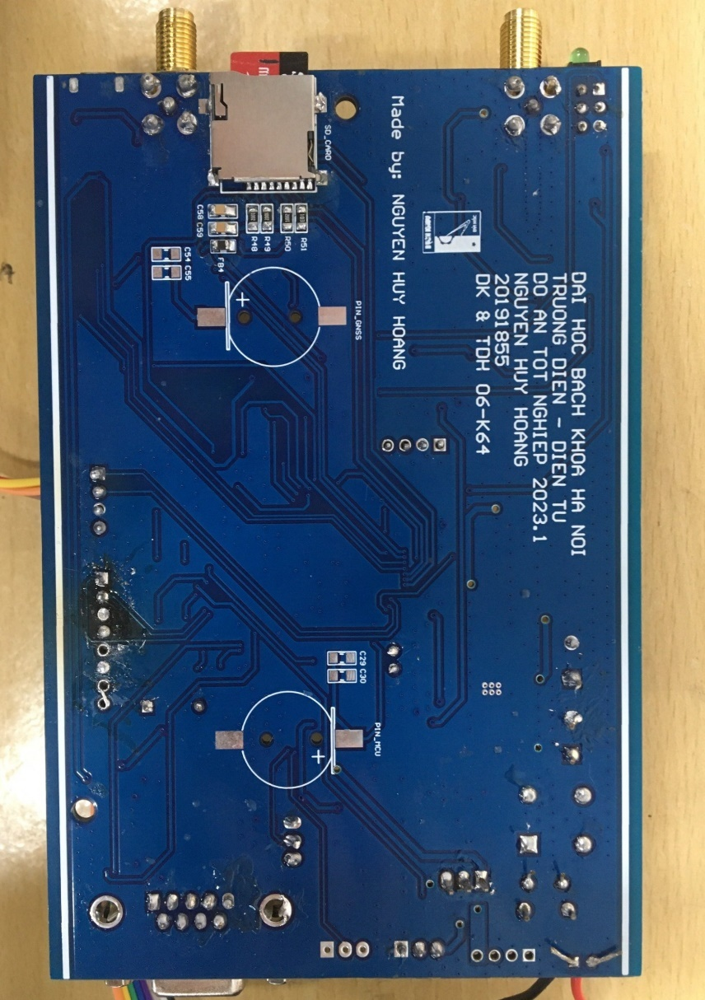 SD_CARD
Made by: NGUYEN HUY HOANG
C58
C59
R48
R49
R50
R51
FB4
C54
C55
PIN_GNSS
DAI HOC BACH KHOA HA NOI
TRUONG DIEN - DIEN TU
DO AN TOT NGHIEP 2023.1
NGUYEN HUY HOANG
20191855
DK & TDH 06-K64
C29
C30
PIN_MCU
+
+